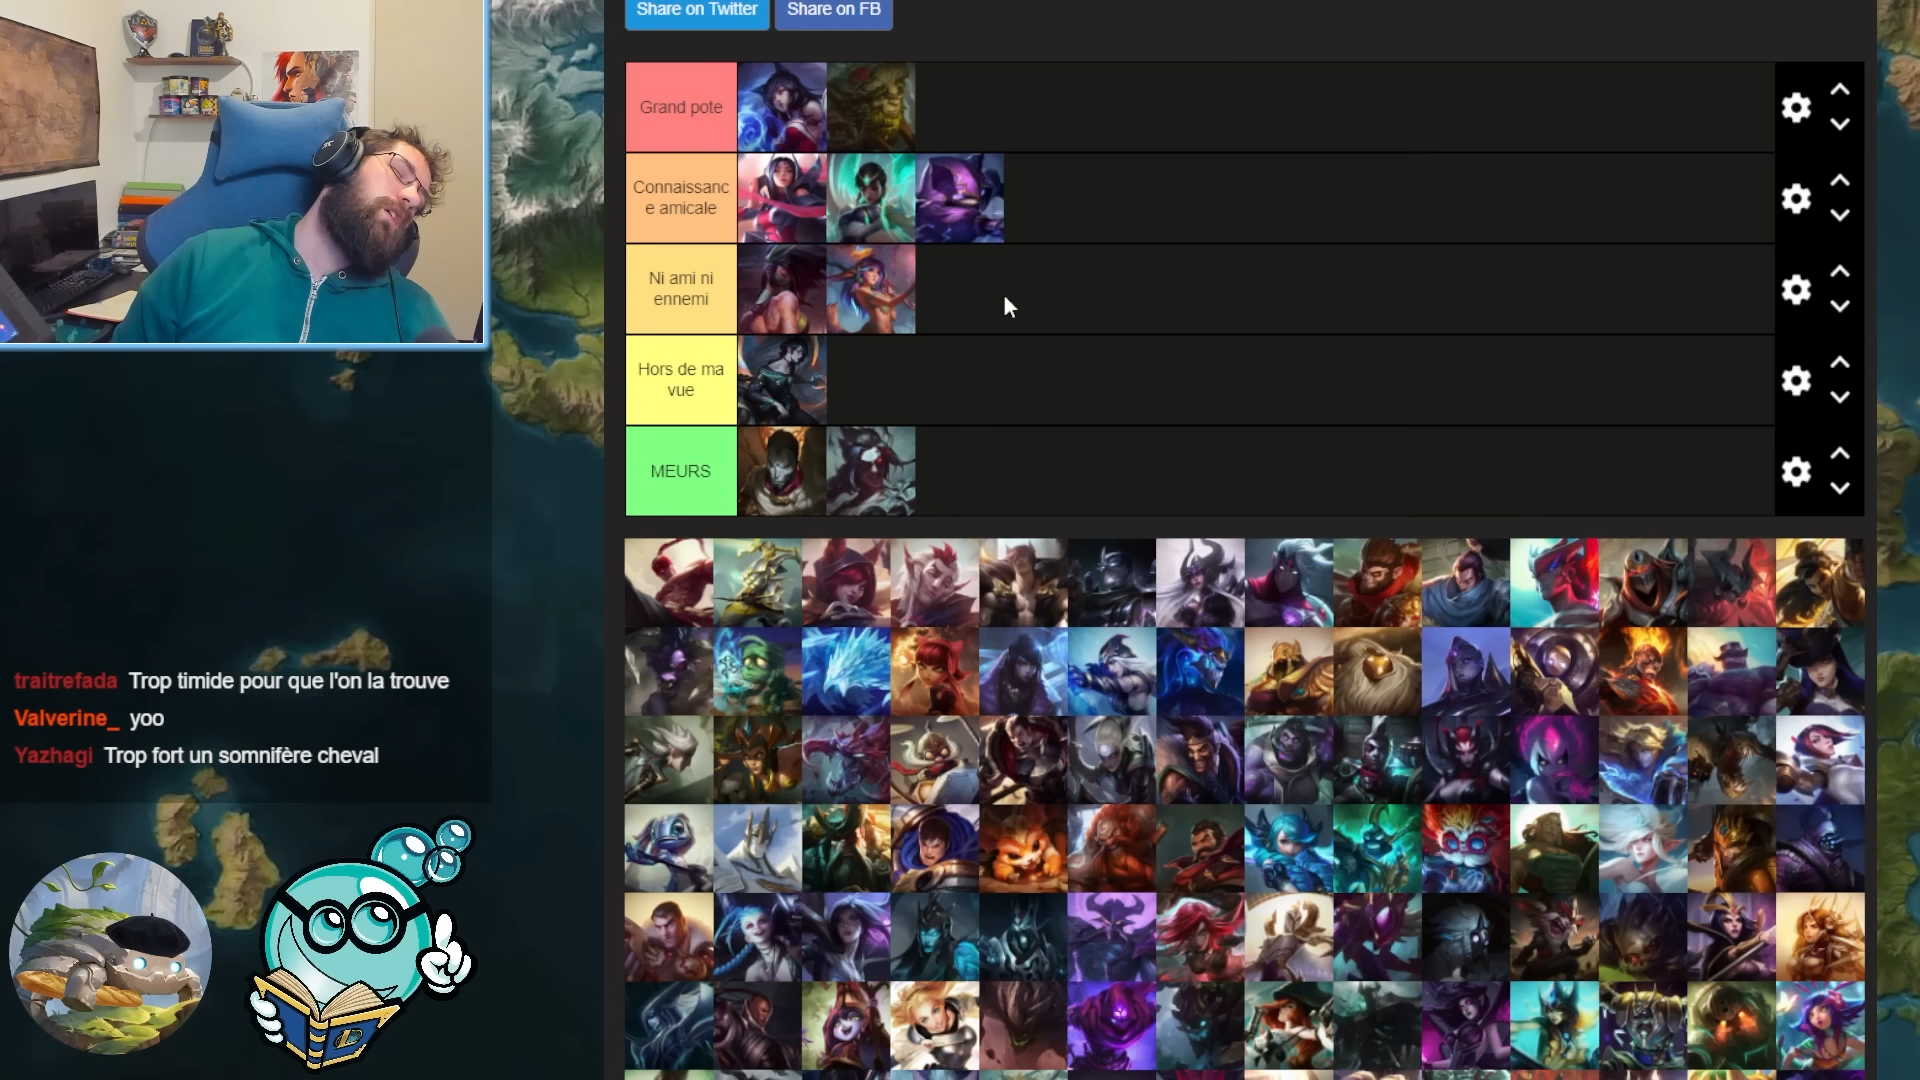 Share on Twitter
Share on FB
Grand pote
Connaissanc
e amicale
Ni ami ni
ennemi
Hors de ma
vue
MEURS
traitrefada Trop timide pour que l'on la trouve
Valverine_ yoo
Yazhagi Trop fort un somnifère cheval